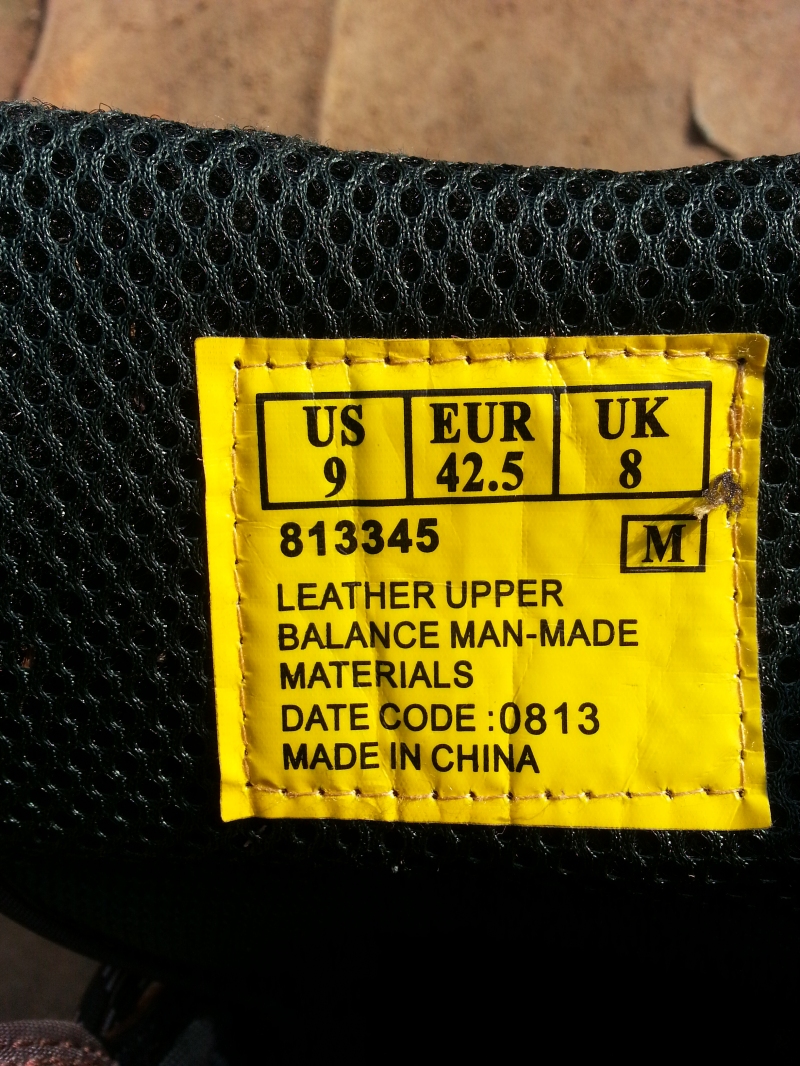 US EUR UK
9 42.5 8
813345 M
LEATHER UPPER
BALANCE MAN-MADE
MATERIALS
DATE CODE :0813
MADE IN CHINA